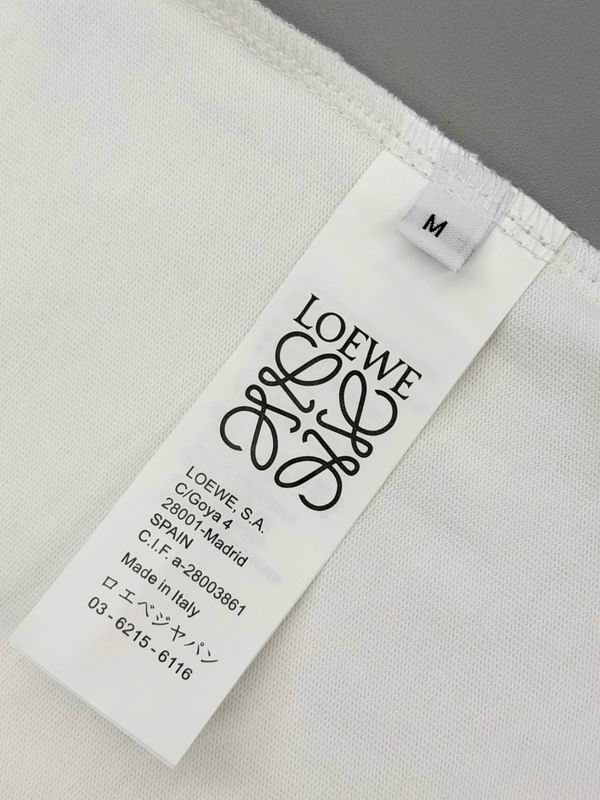 M
LOEWE
LOEWE, S.A.
C/Goya 4
28001-Madrid
SPAIN
C.I.F. a-28003861
Made in Italy
ロエベジヤパン
03-6215-6116